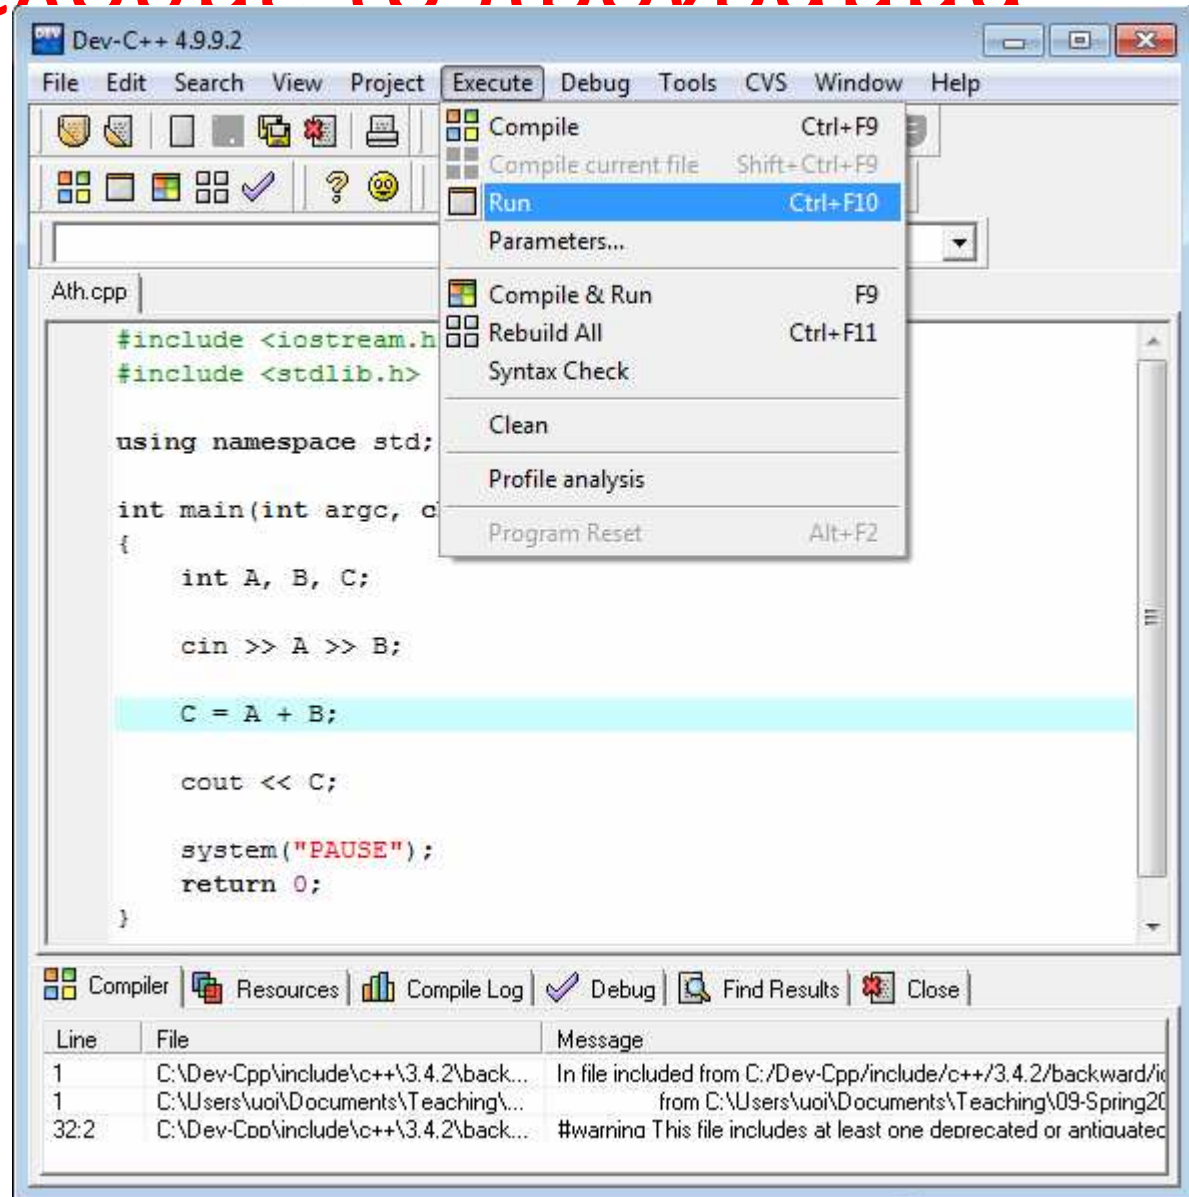 Dev-C++ 4.9.9.2
File Edit Search View Project Execute Debug Tools CVS Window Help
Compile Ctrl+F9
Compile current file Shift+Ctrl+F9
Run Ctrl+F10
Parameters...
Compile & Run F9
Rebuild All Ctrl+F11
Syntax Check
Clean
Profile analysis
Program Reset Alt+F2
Ath.cpp
#include <iostream.h
#include <stdlib.h>
using namespace std;
int main(int argc, c
{
int A, B, C;
cin >> A >> B;
C = A + B;
cout << C;
system("PAUSE");
return 0;
}
Compiler Resources Compile Log Debug Find Results Close
Line File Message
1 C:\Dev-Cpp\include\c++\3.4.2\back... In file included from C:/Dev-Cpp/include/c++/3.4.2/backward/ic
1 C:\Users\uoi\Documents\Teaching\... from C:\Users\uoi\Documents\Teaching\09-Spring20
32:2 C:\Dev-Cpp\include\c++\3.4.2\back... #warning This file includes at least one deprecated or antiquated